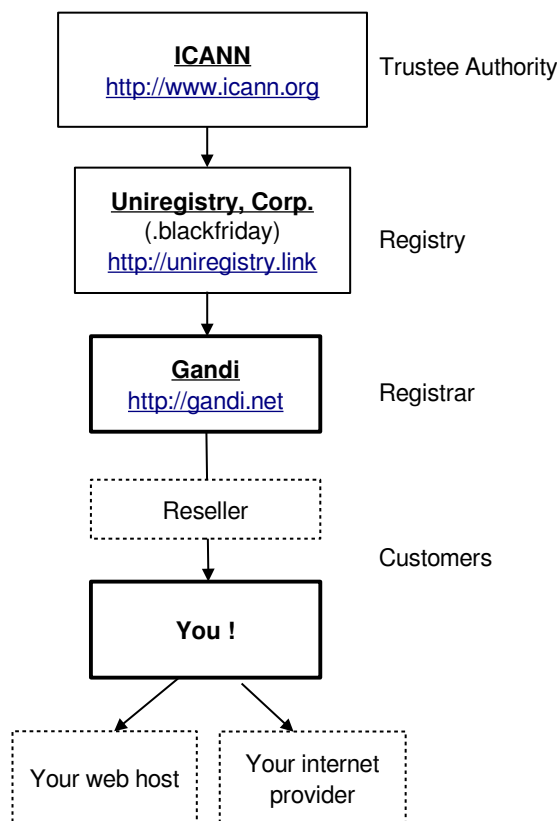 ICANN
http://www.icann.org
Trustee Authority
Uniregistry, Corp.
(.blackfriday)
http://uniregistry.link
Registry
Gandi
http://gandi.net
Registrar
Reseller
Customers
You !
Your web host
Your internet
provider